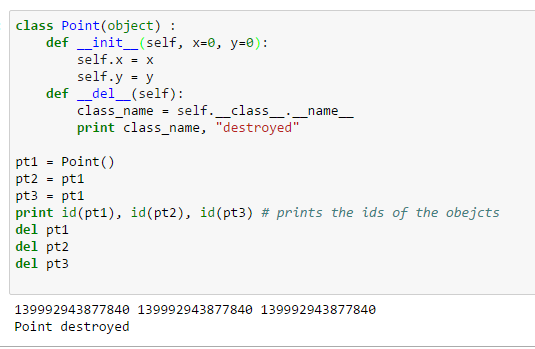 class Point(object) :
    def __init__(self, x=0, y=0):
        self.x = x
        self.y = y
    def __del__(self):
        class_name = self.__class__.__name__
        print class_name, "destroyed"

pt1 = Point()
pt2 = pt1
pt3 = pt1
print id(pt1), id(pt2), id(pt3) # prints the ids of the obejcts
del pt1
del pt2
del pt3

139992943877840 139992943877840 139992943877840
Point destroyed